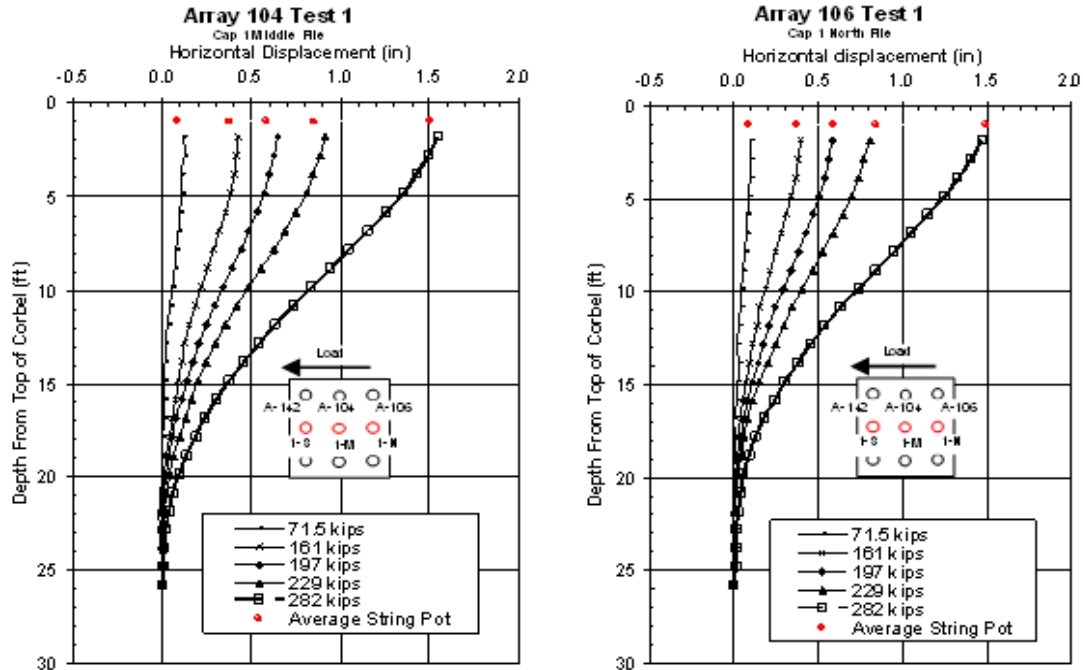 Array 104 Test 1
Cap 1 Middle Pile
Horizontal Displacement (in)
-0.5 0.0 0.5 1.0 1.5 2.0
0
5
10
15
20
25
30
Depth From Top of Corbel (ft)
Load
A-142 A-104 A-106
1-S 1-M 1-N
71.5 kips
161 kips
197 kips
229 kips
282 kips
Average String Pot
Array 106 Test 1
Cap 1 North Pile
Horizontal displacement (in)
-0.5 0.0 0.5 1.0 1.5 2.0
0
5
10
15
20
25
30
Depth From Top of Corbel (ft)
Load
A-142 A-104 A-106
1-S 1-M 1-N
71.5 kips
161 kips
197 kips
229 kips
282 kips
Average String Pot